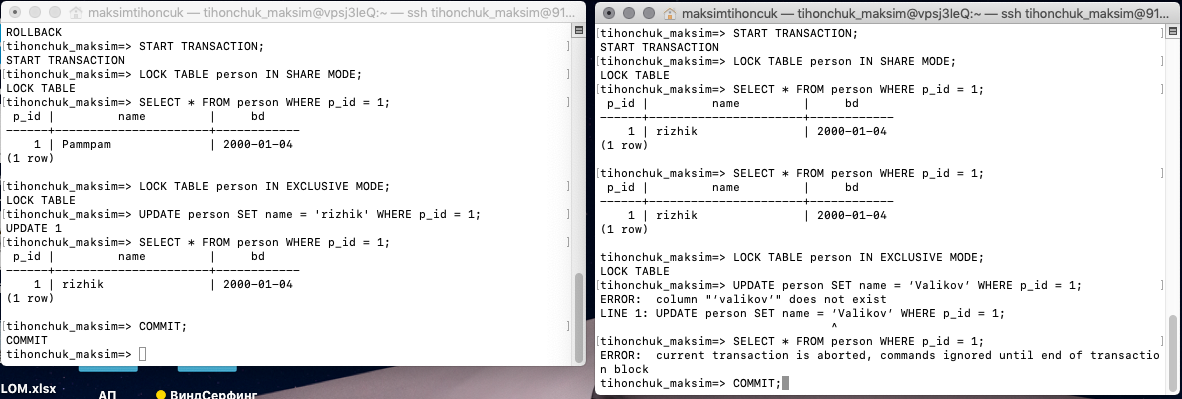 maksimtihoncuk — tihonchuk_maksim@vpsj3leQ:~ — ssh tihonchuk_maksim@91...
ROLLBACK
[tihonchuk_maksim=> START TRANSACTION; ]
START TRANSACTION
[tihonchuk_maksim=> LOCK TABLE person IN SHARE MODE; ]
LOCK TABLE
[tihonchuk_maksim=> SELECT * FROM person WHERE p_id = 1; ]
 p_id |         name         |     bd
------+----------------------+------------
    1 | Pammpam              | 2000-01-04
(1 row)
[tihonchuk_maksim=> LOCK TABLE person IN EXCLUSIVE MODE; ]
LOCK TABLE
[tihonchuk_maksim=> UPDATE person SET name = 'rizhik' WHERE p_id = 1; ]
UPDATE 1
[tihonchuk_maksim=> SELECT * FROM person WHERE p_id = 1; ]
 p_id |         name         |     bd
------+----------------------+------------
    1 | rizhik               | 2000-01-04
(1 row)
[tihonchuk_maksim=> COMMIT; ]
COMMIT
tihonchuk_maksim=>
maksimtihoncuk — tihonchuk_maksim@vpsj3leQ:~ — ssh tihonchuk_maksim@91...
[tihonchuk_maksim=> START TRANSACTION; ]
START TRANSACTION
[tihonchuk_maksim=> LOCK TABLE person IN SHARE MODE; ]
LOCK TABLE
[tihonchuk_maksim=> SELECT * FROM person WHERE p_id = 1; ]
 p_id |         name         |     bd
------+----------------------+------------
    1 | rizhik               | 2000-01-04
(1 row)
[tihonchuk_maksim=> SELECT * FROM person WHERE p_id = 1; ]
 p_id |         name         |     bd
------+----------------------+------------
    1 | rizhik               | 2000-01-04
(1 row)
tihonchuk_maksim=> LOCK TABLE person IN EXCLUSIVE MODE;
LOCK TABLE
[tihonchuk_maksim=> UPDATE person SET name = ‘Valikov’ WHERE p_id = 1; ]
ERROR:  column "‘valikov’" does not exist
LINE 1: UPDATE person SET name = ‘Valikov’ WHERE p_id = 1;
^
[tihonchuk_maksim=> SELECT * FROM person WHERE p_id = 1; ]
ERROR:  current transaction is aborted, commands ignored until end of transactio
n block
tihonchuk_maksim=> COMMIT;
LOM.xlsx
АП
ВиндСерфинг